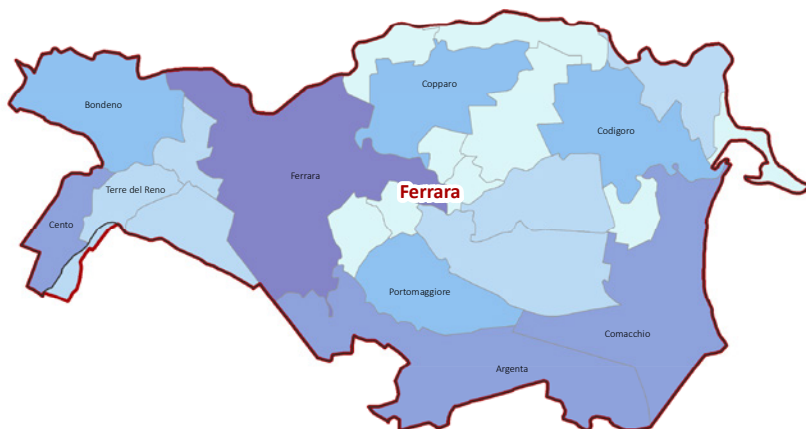 Copparo
Bondeno
Codigoro
Ferrara
Terre del Reno
Ferrara
Cento
Portomaggiore
Comacchio
Argenta